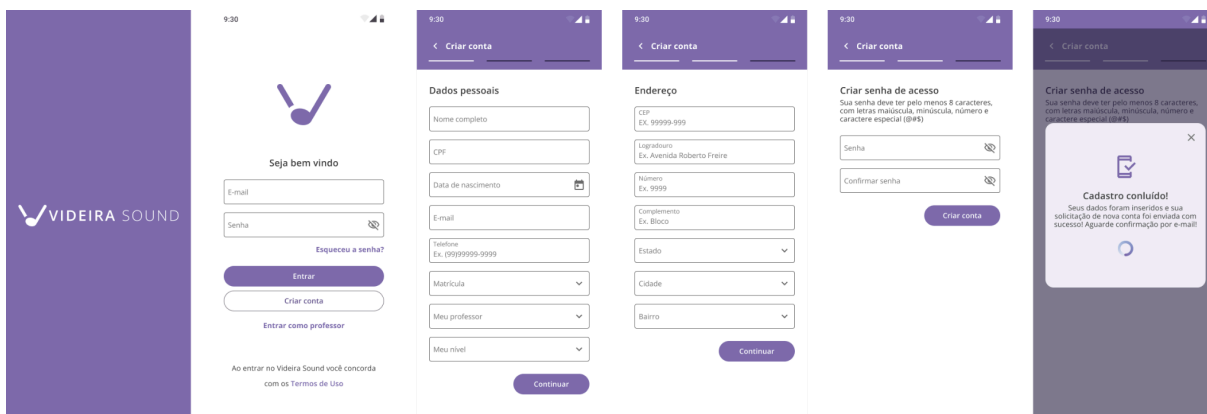 VIDEIRA SOUND
9:30
Seja bem vindo
E-mail
Senha
Esqueceu a senha?
Entrar
Criar conta
Entrar como professor
Ao entrar no Videira Sound você concorda
com os Termos de Uso
9:30
Criar conta
Dados pessoais
Nome completo
CPF
Data de nascimento
E-mail
Telefone
Ex. (99)99999-9999
Matrícula
Meu professor
Meu nível
Continuar
9:30
Criar conta
Endereço
CEP
EX. 99999-999
Logradouro
Ex. Avenida Roberto Freire
Número
Ex. 9999
Complemento
Ex. Bloco
Estado
Cidade
Bairro
Continuar
9:30
Criar conta
Criar senha de acesso
Sua senha deve ter pelo menos 8 caracteres,
com letras maiúscula, minúscula, número e
caractere especial (@#$)
Senha
Confirmar senha
Criar conta
9:30
Criar conta
Criar senha de acesso
Sua senha deve ter pelo menos 8 caracteres,
com letras maiúscula, minúscula, número e
caractere especial (@#$)
Cadastro conluído!
Seus dados foram inseridos e sua
solicitação de nova conta foi enviada com
sucesso! Aguarde confirmação por e-mail!